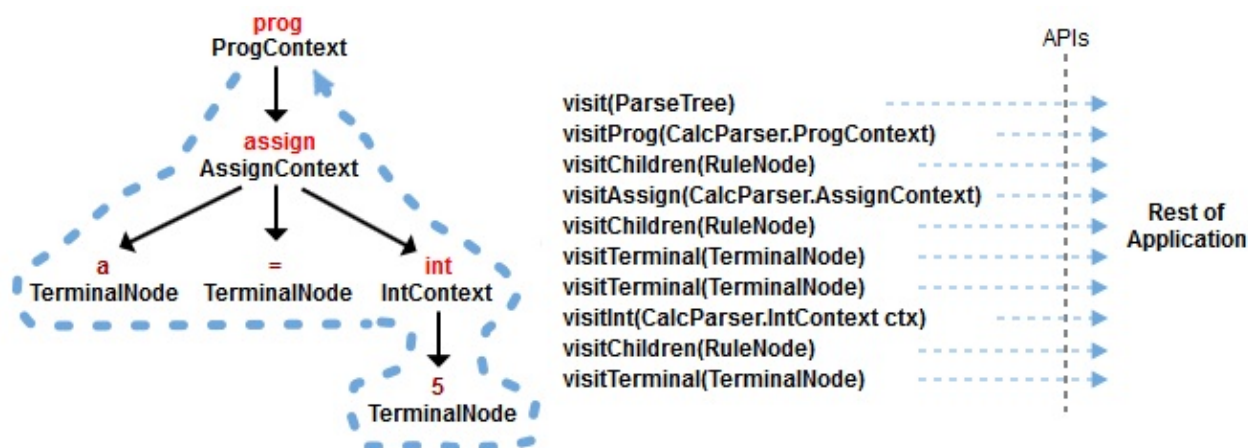 prog
ProgContext
assign
AssignContext
a = int
TerminalNode TerminalNode IntContext
5
TerminalNode
APIs
visit(ParseTree)
visitProg(CalcParser.ProgContext)
visitChildren(RuleNode)
visitAssign(CalcParser.AssignContext)
visitChildren(RuleNode)
visitTerminal(TerminalNode)
visitTerminal(TerminalNode)
visitInt(CalcParser.IntContext ctx)
visitChildren(RuleNode)
visitTerminal(TerminalNode)
Rest of
Application